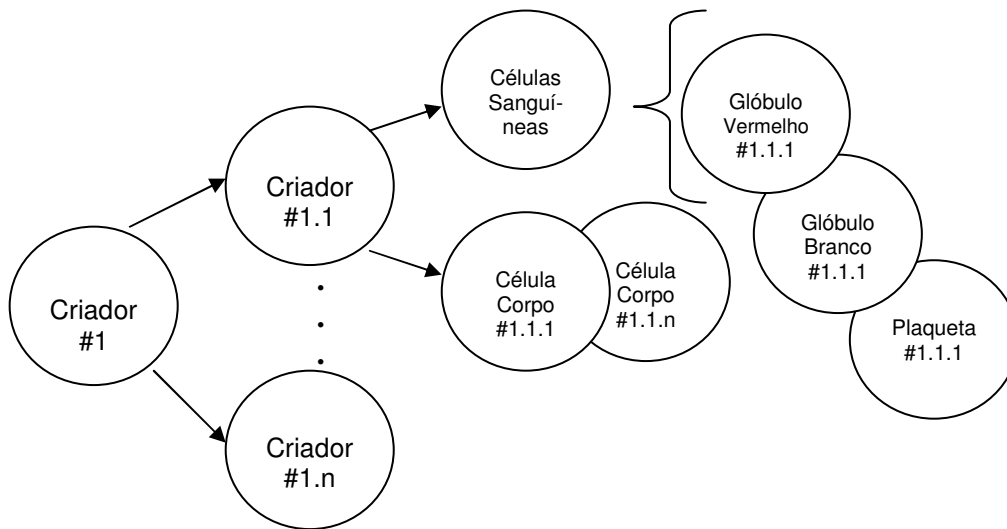 Células
Sanguí-
neas
Glóbulo
Vermelho
#1.1.1
Criador
#1.1
Glóbulo
Branco
#1.1.1
Criador
#1
Célula
Corpo
#1.1.1
Célula
Corpo
#1.1.n
Plaqueta
#1.1.1
Criador
#1.n